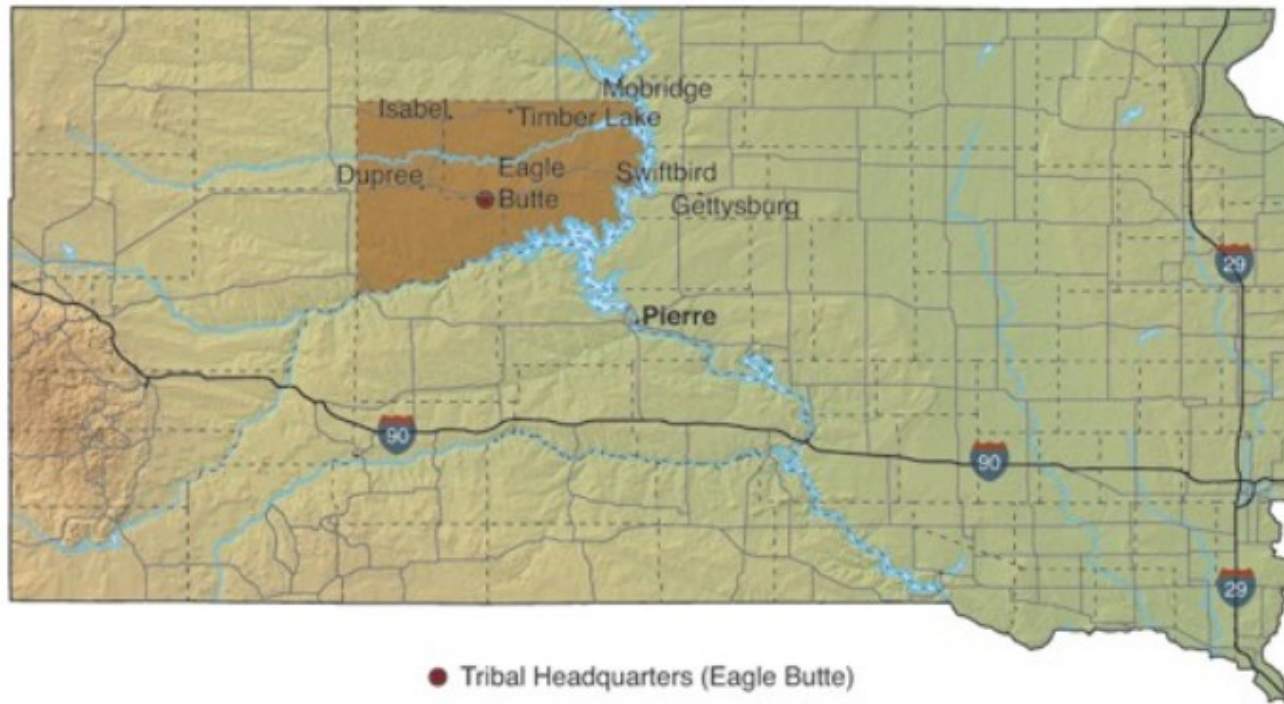 Mobridge
Isabel
Timber Lake
Eagle
Butte
Dupree
Swiftbird
Gettysburg
29
Pierre
90
90
29
Tribal Headquarters (Eagle Butte)